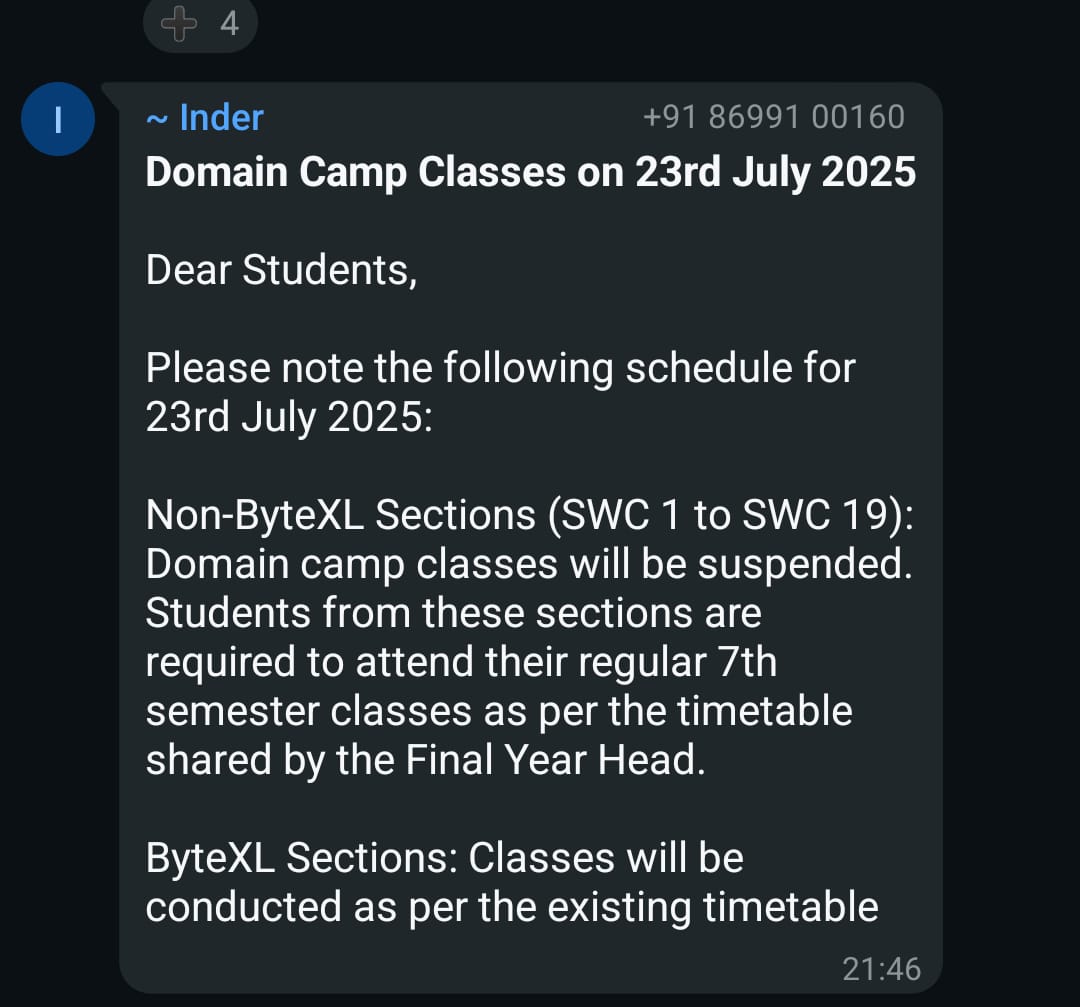 4
I
~ Inder +91 86991 00160
Domain Camp Classes on 23rd July 2025
Dear Students,
Please note the following schedule for
23rd July 2025:
Non-ByteXL Sections (SWC 1 to SWC 19):
Domain camp classes will be suspended.
Students from these sections are
required to attend their regular 7th
semester classes as per the timetable
shared by the Final Year Head.
ByteXL Sections: Classes will be
conducted as per the existing timetable
21:46